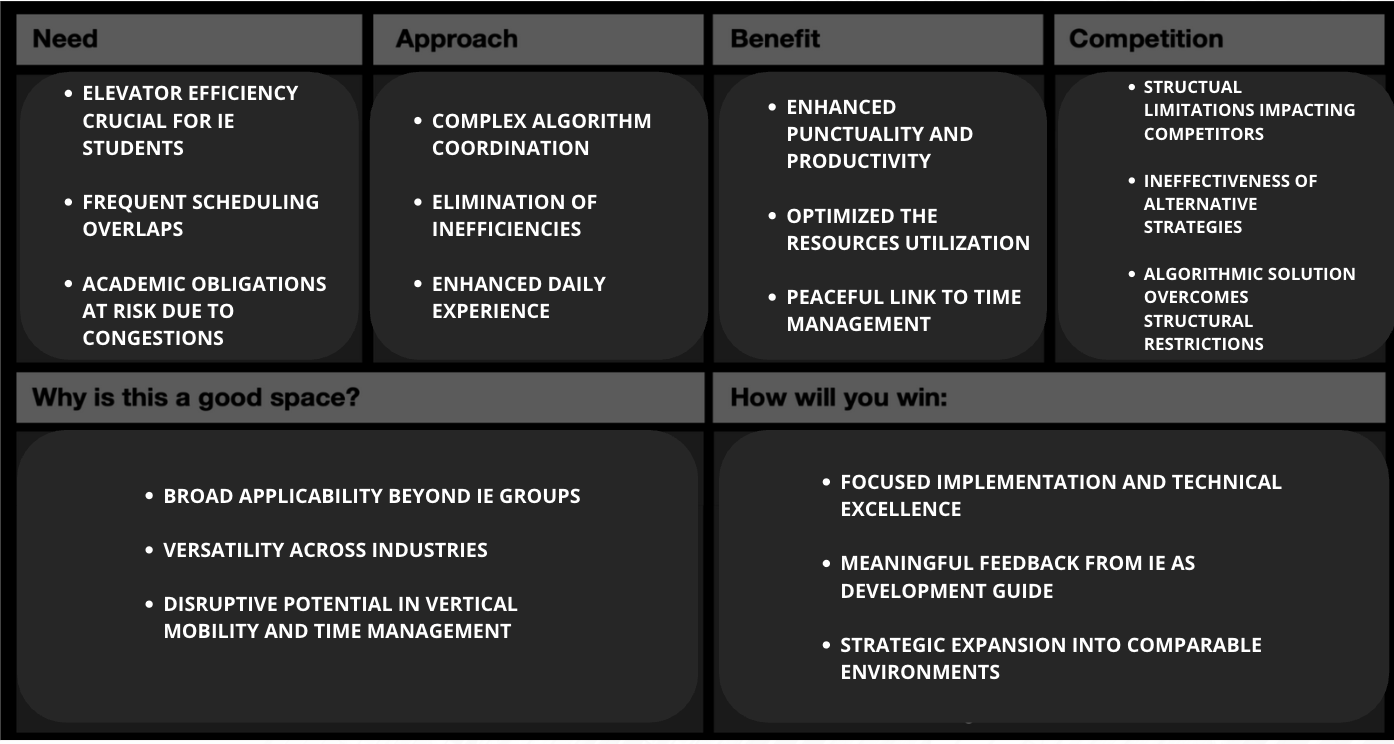 Need
• ELEVATOR EFFICIENCY
CRUCIAL FOR IE
STUDENTS
• FREQUENT SCHEDULING
OVERLAPS
• ACADEMIC OBLIGATIONS
AT RISK DUE TO
CONGESTIONS
Approach
• COMPLEX ALGORITHM
COORDINATION
• ELIMINATION OF
INEFFICIENCIES
• ENHANCED DAILY
EXPERIENCE
Benefit
• ENHANCED
PUNCTUALITY AND
PRODUCTIVITY
• OPTIMIZED THE
RESOURCES UTILIZATION
• PEACEFUL LINK TO TIME
MANAGEMENT
Competition
• STRUCTUAL
LIMITATIONS IMPACTING
COMPETITORS
• INEFFECTIVENESS OF
ALTERNATIVE
STRATEGIES
• ALGORITHMIC SOLUTION
OVERCOMES
STRUCTURAL
RESTRICTIONS
Why is this a good space?
• BROAD APPLICABILITY BEYOND IE GROUPS
• VERSATILITY ACROSS INDUSTRIES
• DISRUPTIVE POTENTIAL IN VERTICAL
MOBILITY AND TIME MANAGEMENT
How will you win:
• FOCUSED IMPLEMENTATION AND TECHNICAL
EXCELLENCE
• MEANINGFUL FEEDBACK FROM IE AS
DEVELOPMENT GUIDE
• STRATEGIC EXPANSION INTO COMPARABLE
ENVIRONMENTS